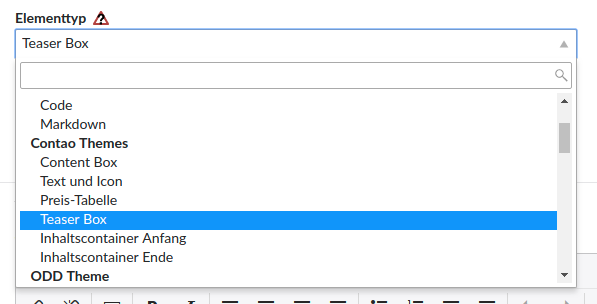 Elementtyp
Teaser Box
Code
Markdown
Contao Themes
Content Box
Text und Icon
Preis-Tabelle
Teaser Box
Inhaltscontainer Anfang
Inhaltscontainer Ende
ODD Theme